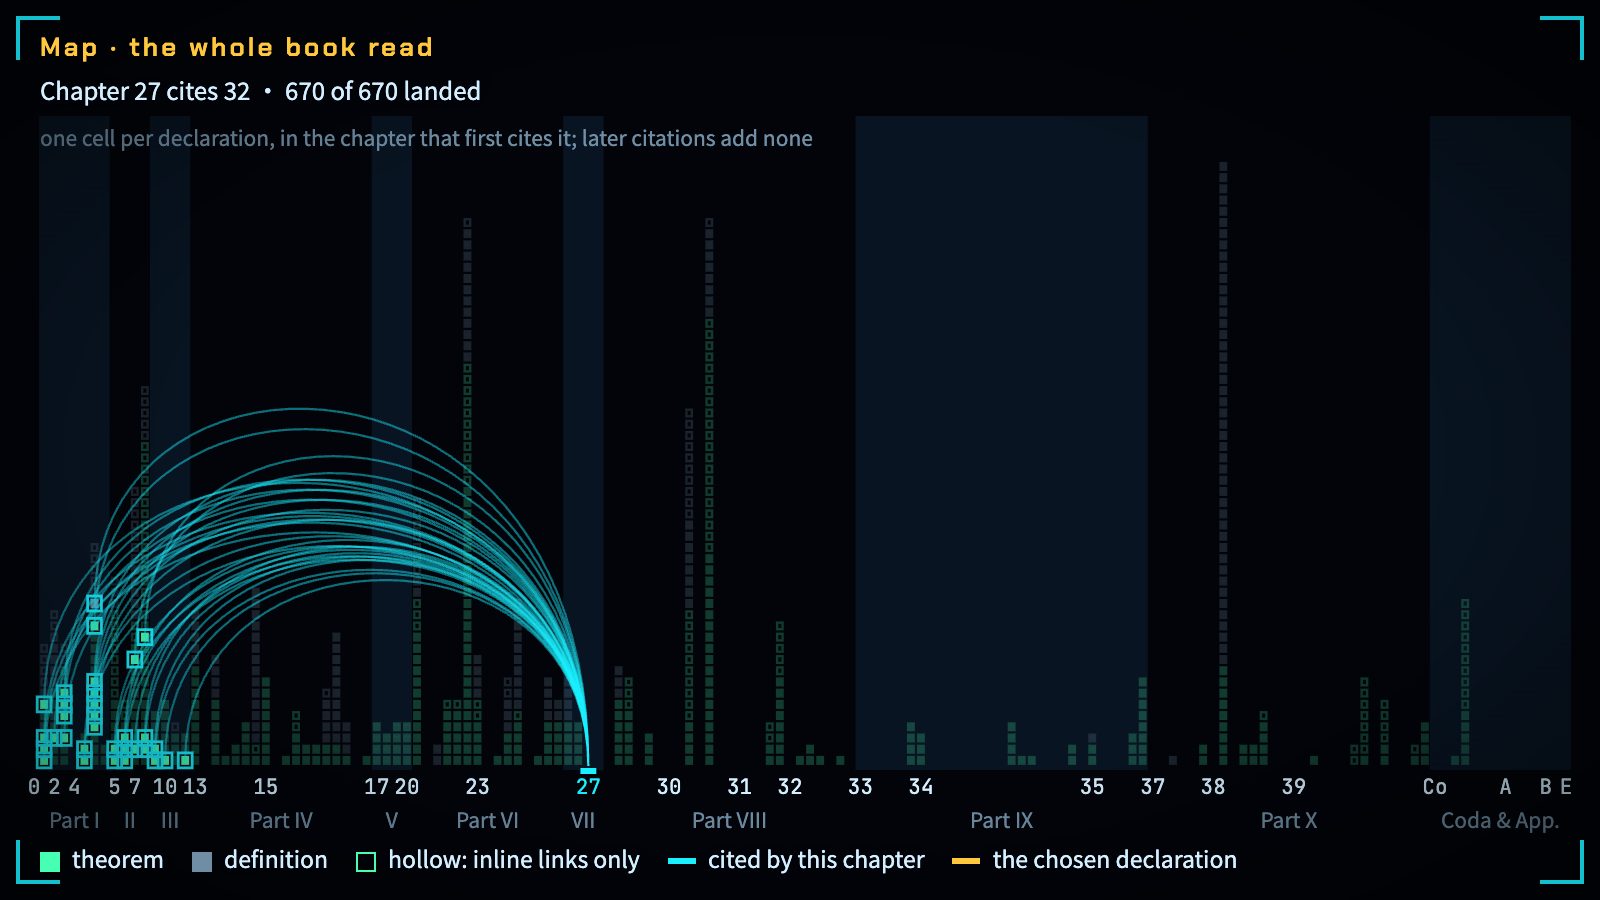 Map · the whole book read
Chapter 27 cites 32 • 670 of 670 landed
one cell per declaration, in the chapter that first cites it; later citations add none
0 2 4 5 7 10 13 15 17 20 23 27 30 31 32 33 34 35 37 38 39 Co A B E
Part I II III Part IV V Part VI VII Part VIII Part IX Part X Coda & App.
theorem definition hollow: inline links only cited by this chapter the chosen declaration